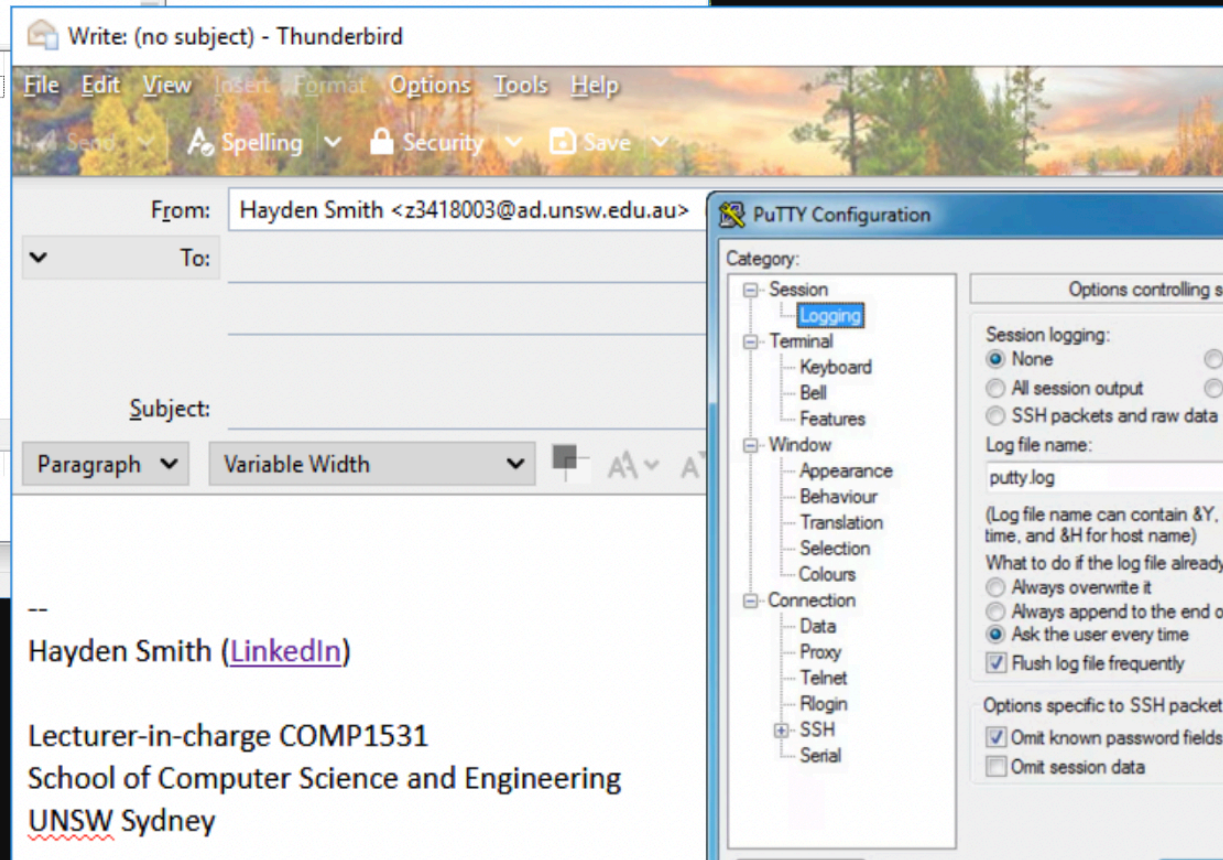 Write: (no subject) - Thunderbird
File Edit View Insert Format Options Tools Help
Send Spelling Security Save
From: Hayden Smith <z3418003@ad.unsw.edu.au>
To:
Subject:
Paragraph Variable Width
--
Hayden Smith (LinkedIn)
Lecturer-in-charge COMP1531
School of Computer Science and Engineering
UNSW Sydney
PuTTY Configuration
Category:
Session
Logging
Terminal
Keyboard
Bell
Features
Window
Appearance
Behaviour
Translation
Selection
Colours
Connection
Data
Proxy
Telnet
Rlogin
SSH
Serial
Options controlling s
Session logging:
None
All session output
SSH packets and raw data
Log file name:
putty.log
(Log file name can contain &Y,
time, and &H for host name)
What to do if the log file already
Always overwrite it
Always append to the end o
Ask the user every time
Flush log file frequently
Options specific to SSH packet
Omit known password fields
Omit session data